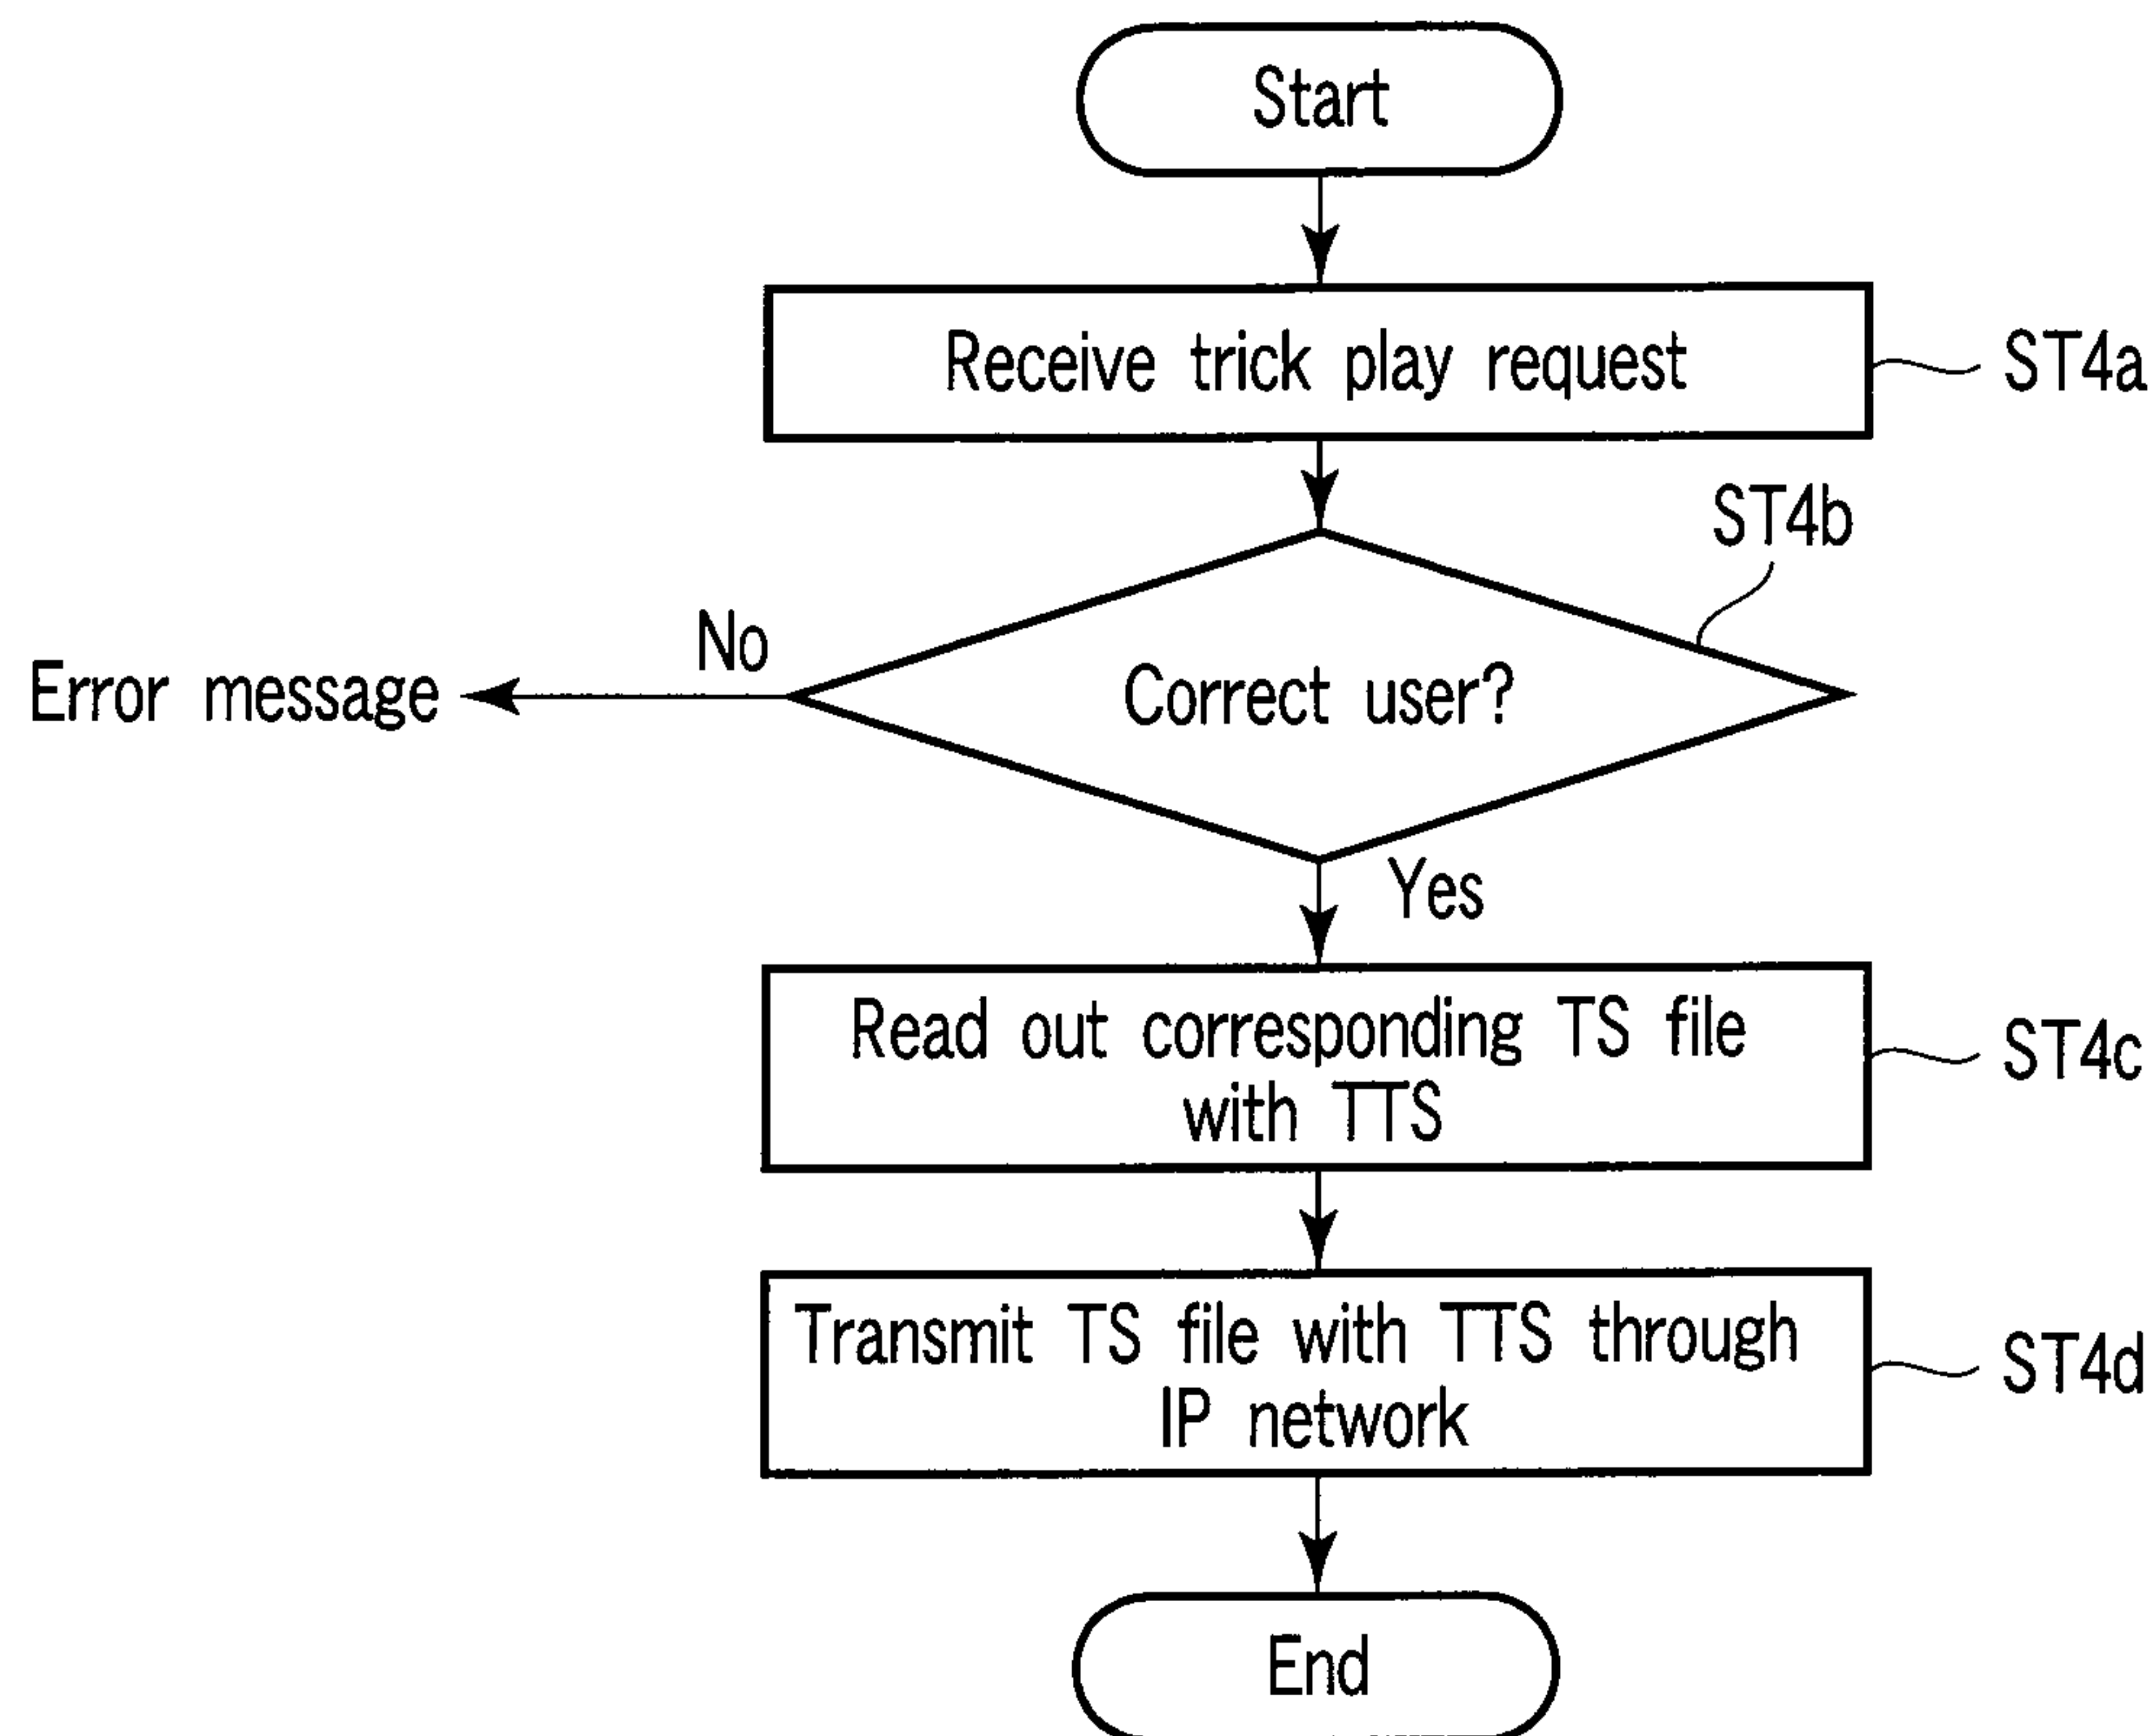 Start
Receive trick play request
ST4a
ST4b
No
Error message
Correct user?
Yes
Read out corresponding TS file
with TTS
ST4c
Transmit TS file with TTS through
IP network
ST4d
End